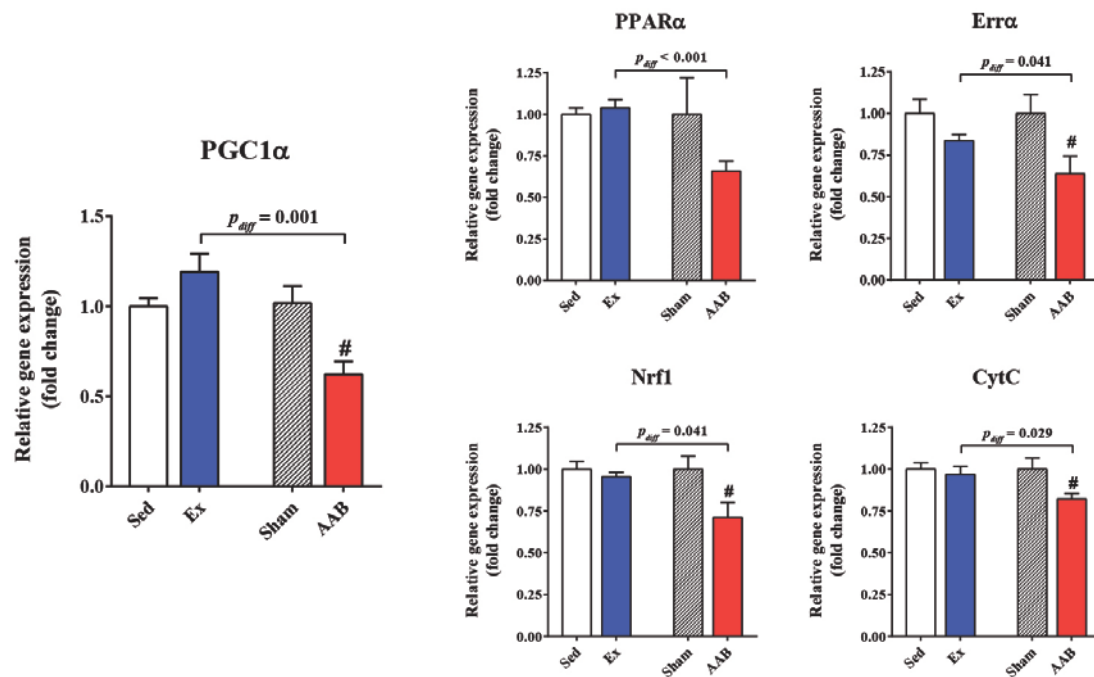 PGC1α
Relative gene expression
(fold change)
1.5
1.0
0.5
0.0
p_diff = 0.001
#
Sed
Ex
Sham
AAB
PPARα
Relative gene expression
(fold change)
1.25
1.00
0.75
0.50
0.25
0.00
p_diff < 0.001
Sed
Ex
Sham
AAB
Errα
Relative gene expression
(fold change)
1.25
1.00
0.75
0.50
0.25
0.00
p_diff = 0.041
#
Sed
Ex
Sham
AAB
Nrf1
Relative gene expression
(fold change)
1.25
1.00
0.75
0.50
0.25
0.00
p_diff = 0.041
#
Sed
Ex
Sham
AAB
CytC
Relative gene expression
(fold change)
1.25
1.00
0.75
0.50
0.25
0.00
p_diff = 0.029
#
Sed
Ex
Sham
AAB